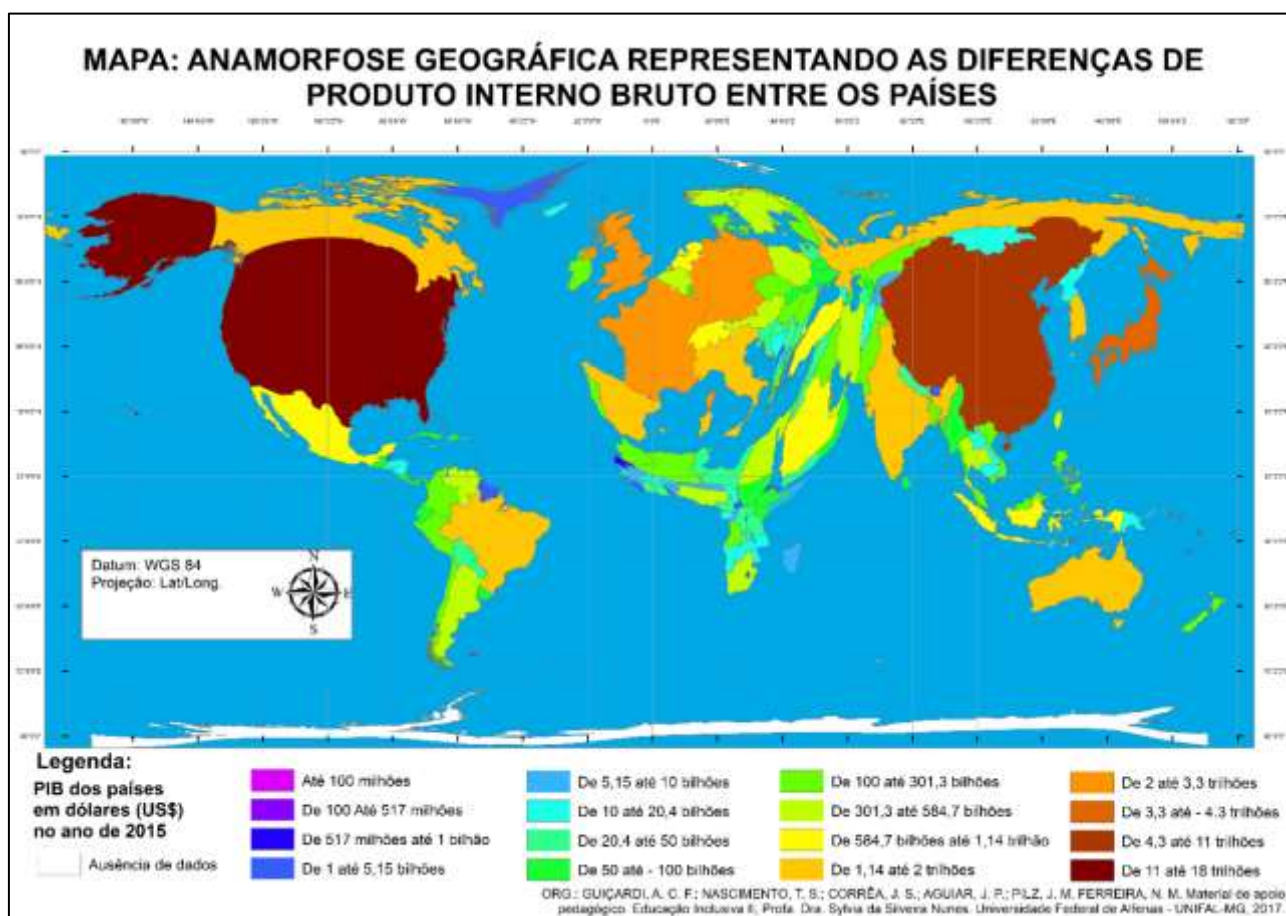 MAPA: ANAMORFOSE GEOGRÁFICA REPRESENTANDO AS DIFERENÇAS DE
PRODUTO INTERNO BRUTO ENTRE OS PAÍSES
Datum: WGS 84
Projeção: Lat/Long.
N
W
E
S
Legenda:
PIB dos países
em dólares (US$)
no ano de 2015
Ausência de dados
Até 100 milhões
De 100 Até 517 milhões
De 517 milhões até 1 bilhão
De 1 até 5,15 bilhões
De 5,15 até 10 bilhões
De 10 até 20,4 bilhões
De 20,4 até 50 bilhões
De 50 até - 100 bilhões
De 100 até 301,3 bilhões
De 301,3 até 584,7 bilhões
De 584,7 bilhões até 1,14 trilhão
De 1,14 até 2 trilhões
De 2 até 3,3 trilhões
De 3,3 até - 4.3 trilhões
De 4,3 até 11 trilhões
De 11 até 18 trilhões
ORG.: GUIÇARDI, A. C. F.; NASCIMENTO, T. S.; CORRÊA, J. S.; AGUIAR, J. P.; PILZ, J. M. FERREIRA, N. M. Material de apoio
pedagógico. Educação Inclusiva II, Profa. Dra. Sylvia da Silveira Nunes. Universidade Federal de Alfenas - UNIFAL-MG, 2017.